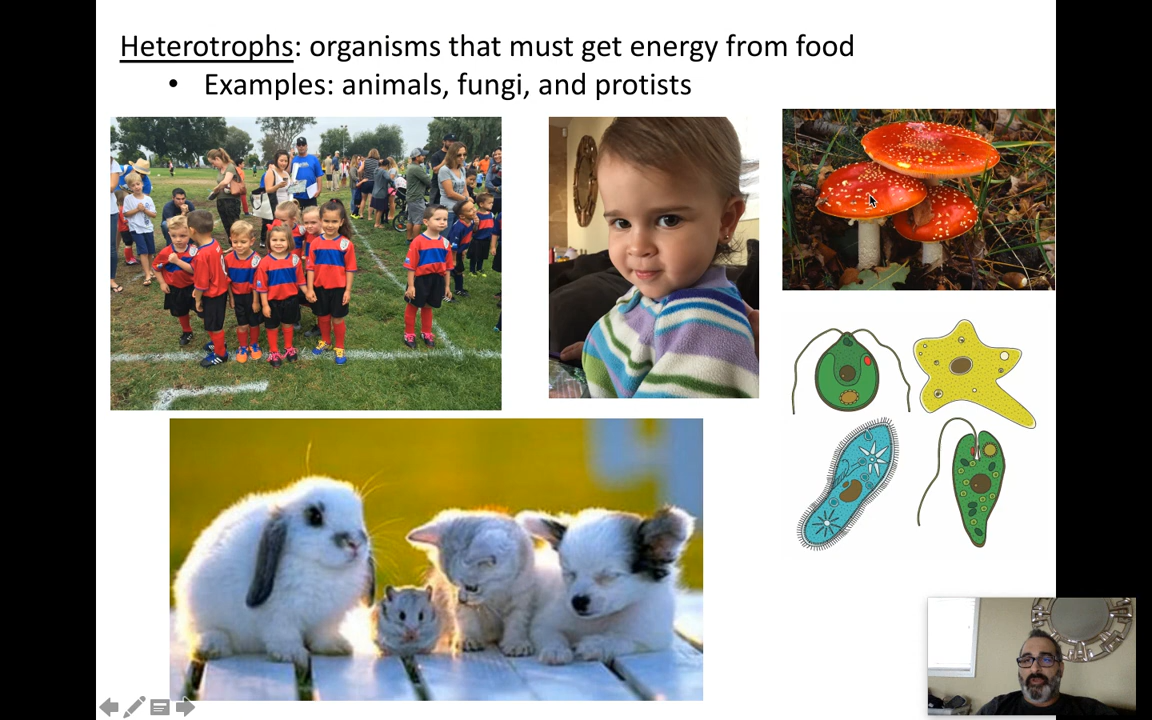 Heterotrophs: organisms that must get energy from food
• Examples: animals, fungi, and protists